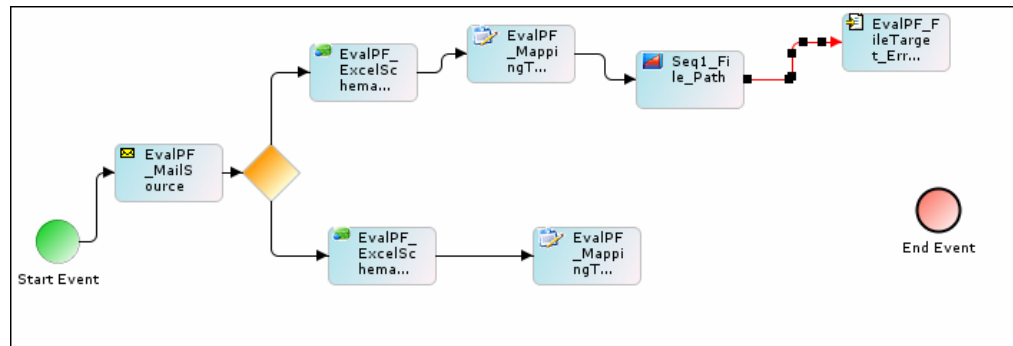 EvalPF_F
ileTarge
t_Err...
EvalPF_
ExcelSc
hema...
EvalPF
_Mappi
ngT...
Seq1_Fi
le_Path
EvalPF
_MailS
ource
Start Event
EvalPF_
ExcelSc
hema...
EvalPF
_Mappi
ngT...
End Event